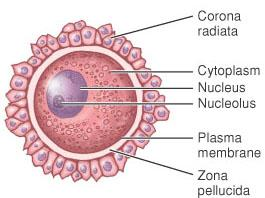 Corona
radiata
Cytoplasm
Nucleus
Nucleolus
Plasma
membrane
Zona
pellucida